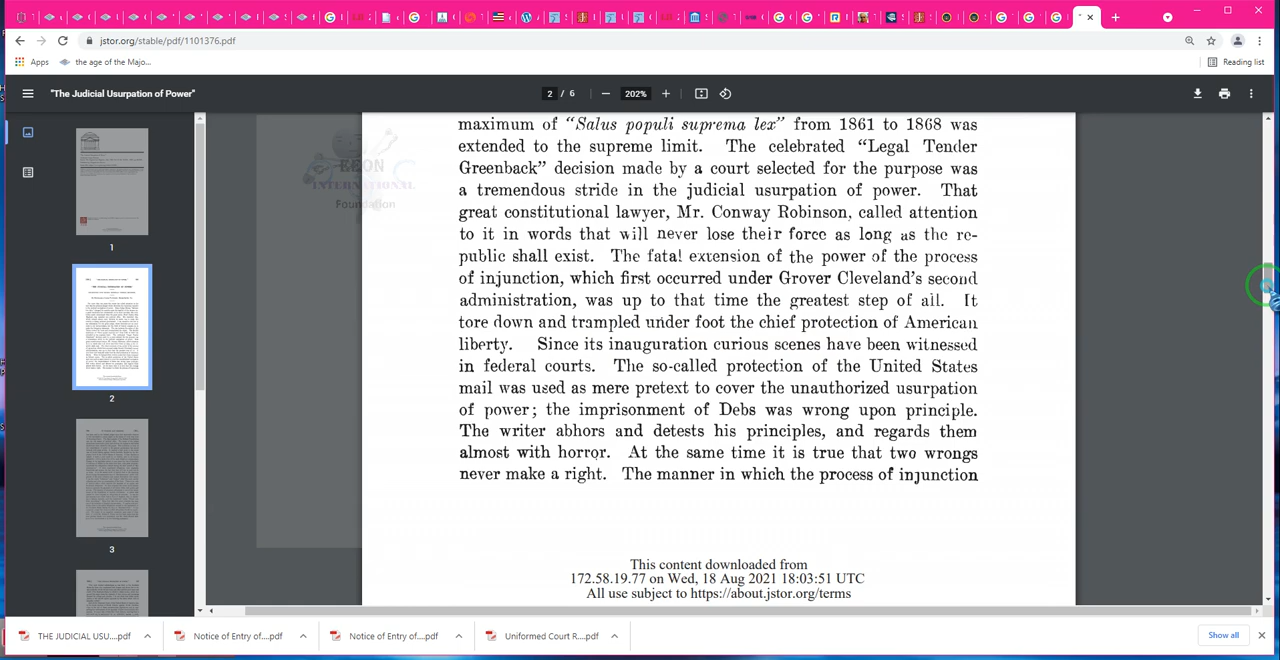 jstor.org/stable/pdf/1101376.pdf
Apps
the age of the Majo...
Reading list
"The Judicial Usurpation of Power"
2 / 6
202%
maximum of “Salus populi suprema lex” from 1861 to 1868 was
extended to the supreme limit. The celebrated “Legal Tender
Greenback” decision made by a court selected for the purpose was
a tremendous stride in the judicial usurpation of power. That
great constitutional lawyer, Mr. Conway Robinson, called attention
to it in words that will never lose their force as long as the re-
public shall exist. The fatal extension of the power of the process
of injunction, which first occurred under Grover Cleveland’s second
administration, was up to that time the greatest step of all. It
tore down and trampled under foot the chief protection of American
liberty. Since its inauguration curious scenes have been witnessed
in federal courts. The so-called protection of the United States
mail was used as mere pretext to cover the unauthorized usurpation
of power; the imprisonment of Debs was wrong upon principle.
The writer abhors and detests his principles, and regards them
almost with horror. At the same time it is true that two wrongs
never make a right. The manner in which the process of injunction
This content downloaded from
172.58.19.77 on Wed, 18 Aug 2021 18:03:51 UTC
All use subject to https://about.jstor.org/terms
EEON
INTERNATIONAL
Foundation
1
2
3
THE JUDICIAL USU....pdf
Notice of Entry of....pdf
Notice of Entry of....pdf
Uniformed Court R....pdf
Show all